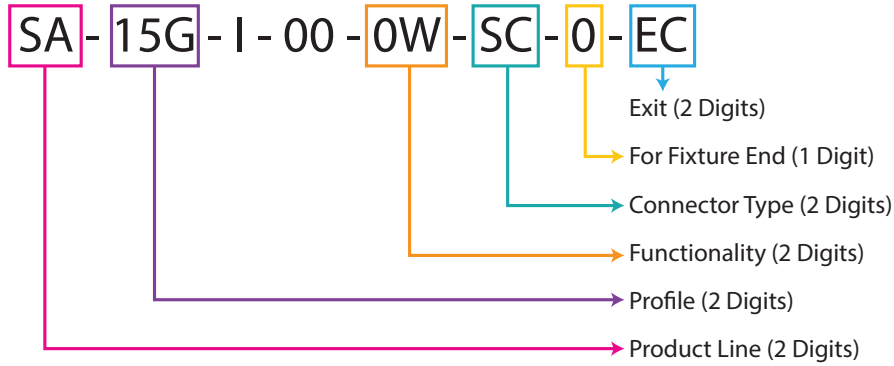 SA - 15G - I - 00 - 0W - SC - 0 - EC
Exit (2 Digits)
For Fixture End (1 Digit)
Connector Type (2 Digits)
Functionality (2 Digits)
Profile (2 Digits)
Product Line (2 Digits)